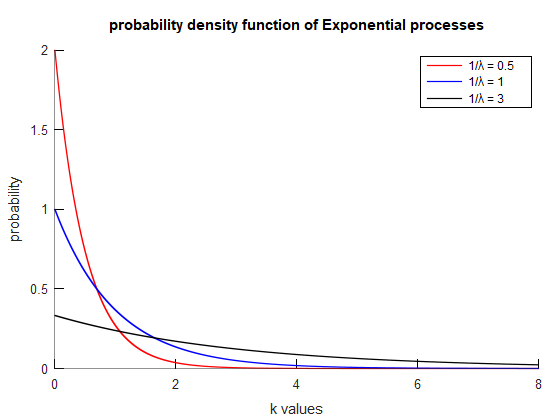 probability density function of Exponential processes
1/λ = 0.5
1/λ = 1
1/λ = 3
2
1.5
1
0.5
0
probability
0 2 4 6 8
k values